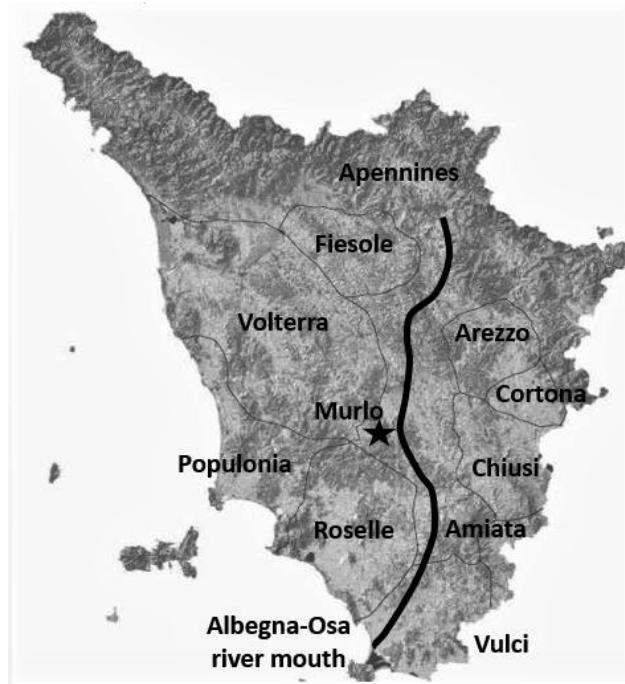 Apennines
Fiesole
Volterra
Arezzo
Cortona
Murlo
Populonia
Chiusi
Roselle
Amiata
Albegna-Osa
river mouth
Vulci